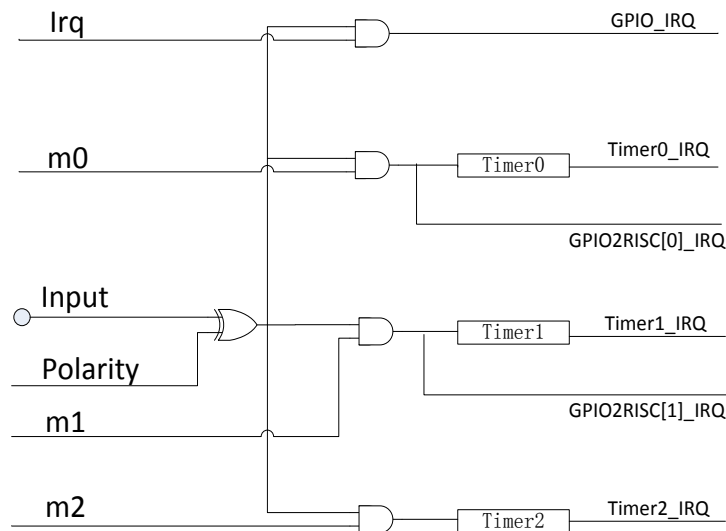 Irq
GPIO_IRQ
m0
Timer0
Timer0_IRQ
GPIO2RISC[0]_IRQ
Input
Timer1
Timer1_IRQ
Polarity
GPIO2RISC[1]_IRQ
m1
m2
Timer2
Timer2_IRQ